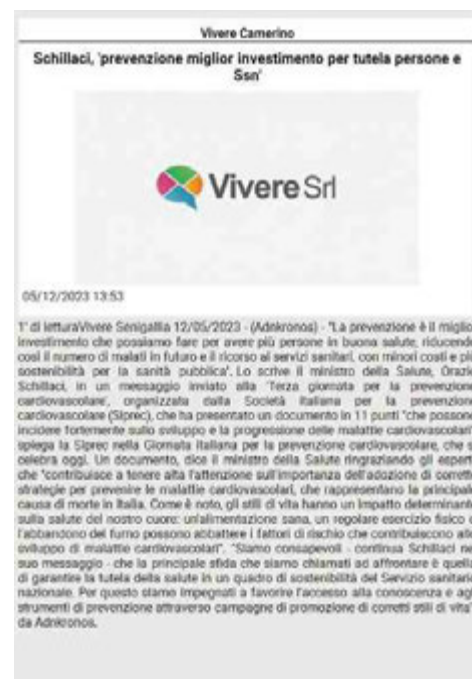 Vivere Camerino
Schillaci, 'prevenzione miglior investimento per tutela persone e
Ssn'
Vivere Srl
05/12/2023 13:53
1' di letturaVivere Senigallia 12/05/2023 - (Adnkronos) - "La prevenzione è il miglio
investimento che possiamo fare per avere più persone in buona salute, riducendo
così il numero di malati in futuro e il ricorso ai servizi sanitari, con minori costi e più
sostenibilità per la sanità pubblica". Lo scrive il ministro della Salute, Orazio
Schillaci, in un messaggio inviato alla 'Terza giornata per la prevenzione
cardiovascolare', organizzata dalla Società italiana per la prevenzione
cardiovascolare (Siprec), che ha presentato un documento in 11 punti "che possono
incidere fortemente sullo sviluppo e la progressione delle malattie cardiovascolari"
spiega la Siprec nella Giornata italiana per la prevenzione cardiovascolare, che s
celebra oggi. Un documento, dice il ministro della Salute ringraziando gli espert
che "contribuisce a tenere alta l'attenzione sull'importanza dell'adozione di corrette
strategie per prevenire le malattie cardiovascolari, che rappresentano la principale
causa di morte in Italia. Come è noto, gli stili di vita hanno un impatto determinante
sulla salute del nostro cuore: un'alimentazione sana, un regolare esercizio fisico e
l'abbandono del fumo possono abbattere i fattori di rischio che contribuiscono allo
sviluppo di malattie cardiovascolari". "Siamo consapevoli - continua Schillaci nel
suo messaggio - che la principale sfida che siamo chiamati ad affrontare è quella
di garantire la tutela della salute in un quadro di sostenibilità del Servizio sanitario
nazionale. Per questo siamo impegnati a favorire l'accesso alla conoscenza e agl
strumenti di prevenzione attraverso campagne di promozione di corretti stili di vita"
da Adnkronos.